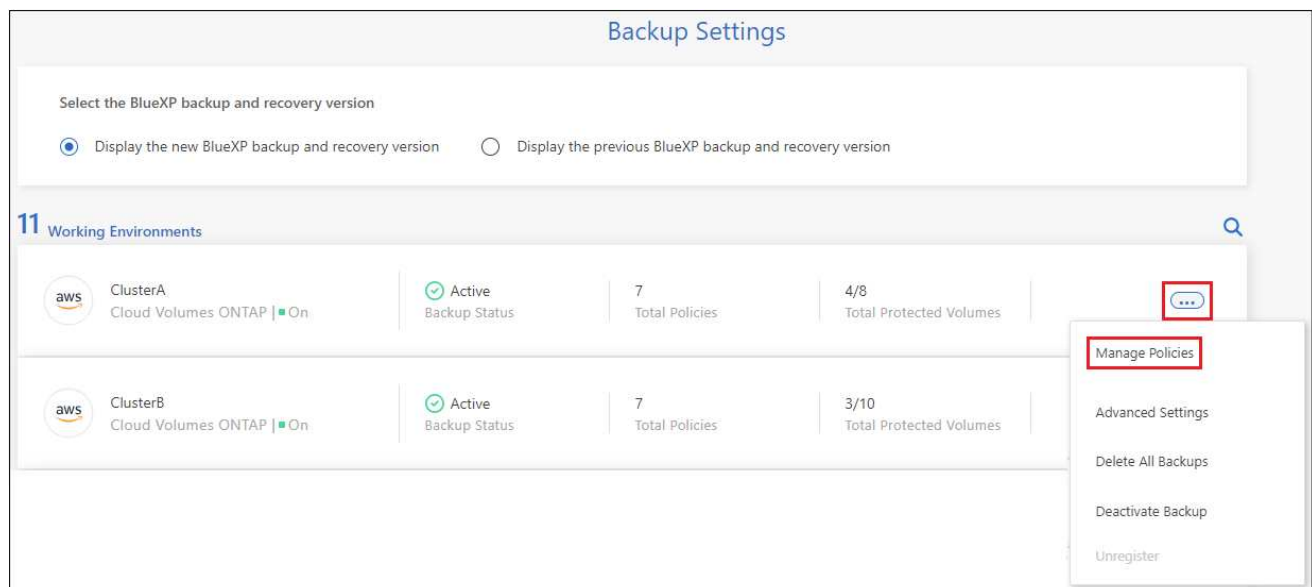 Backup Settings
Select the BlueXP backup and recovery version
Display the new BlueXP backup and recovery version Display the previous BlueXP backup and recovery version
11 Working Environments
aws ClusterA Active 7 4/8 ...
Cloud Volumes ONTAP | On Backup Status Total Policies Total Protected Volumes
Manage Policies
aws ClusterB Active 7 3/10
Cloud Volumes ONTAP | On Backup Status Total Policies Total Protected Volumes
Advanced Settings
Delete All Backups
Deactivate Backup
Unregister